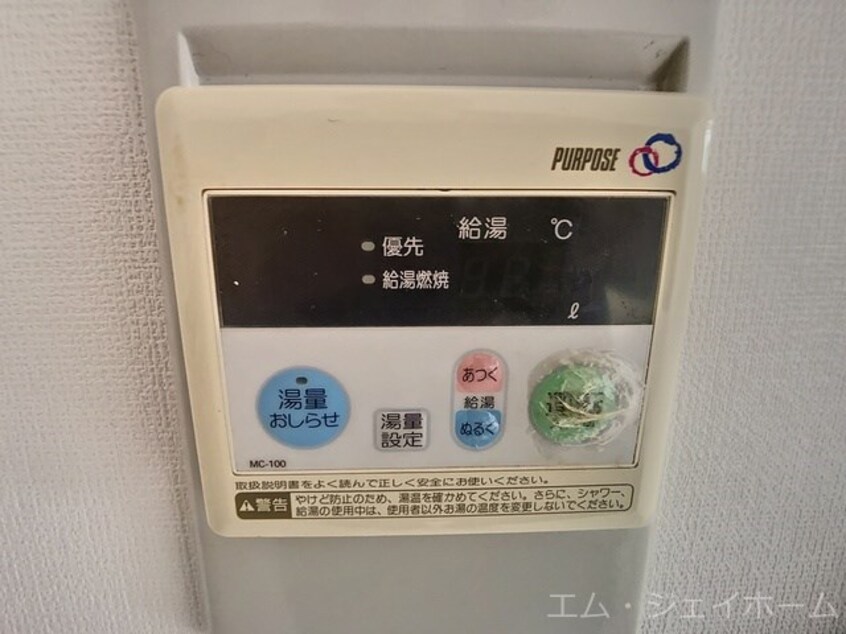 PURPOSE
給湯 ℃
優先
給湯燃焼
ℓ
湯量
おしらせ
湯量
設定
あつく
給湯
ぬるく
MC-100
取扱説明書をよく読んで正しく安全にお使いください。
警告
やけど防止のため、湯温を確かめてください。さらに、シャワー、
給湯の使用中は、使用者以外お湯の温度を変更しないでください。
エム・ジェイホーム